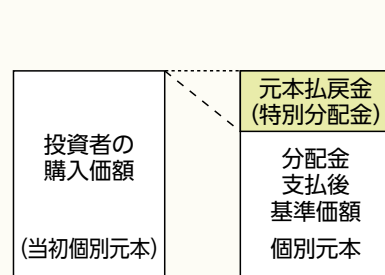 投資者の
購入価額
(当初個別元本)
元本払戻金
(特別分配金)
分配金
支払後
基準価額
個別元本